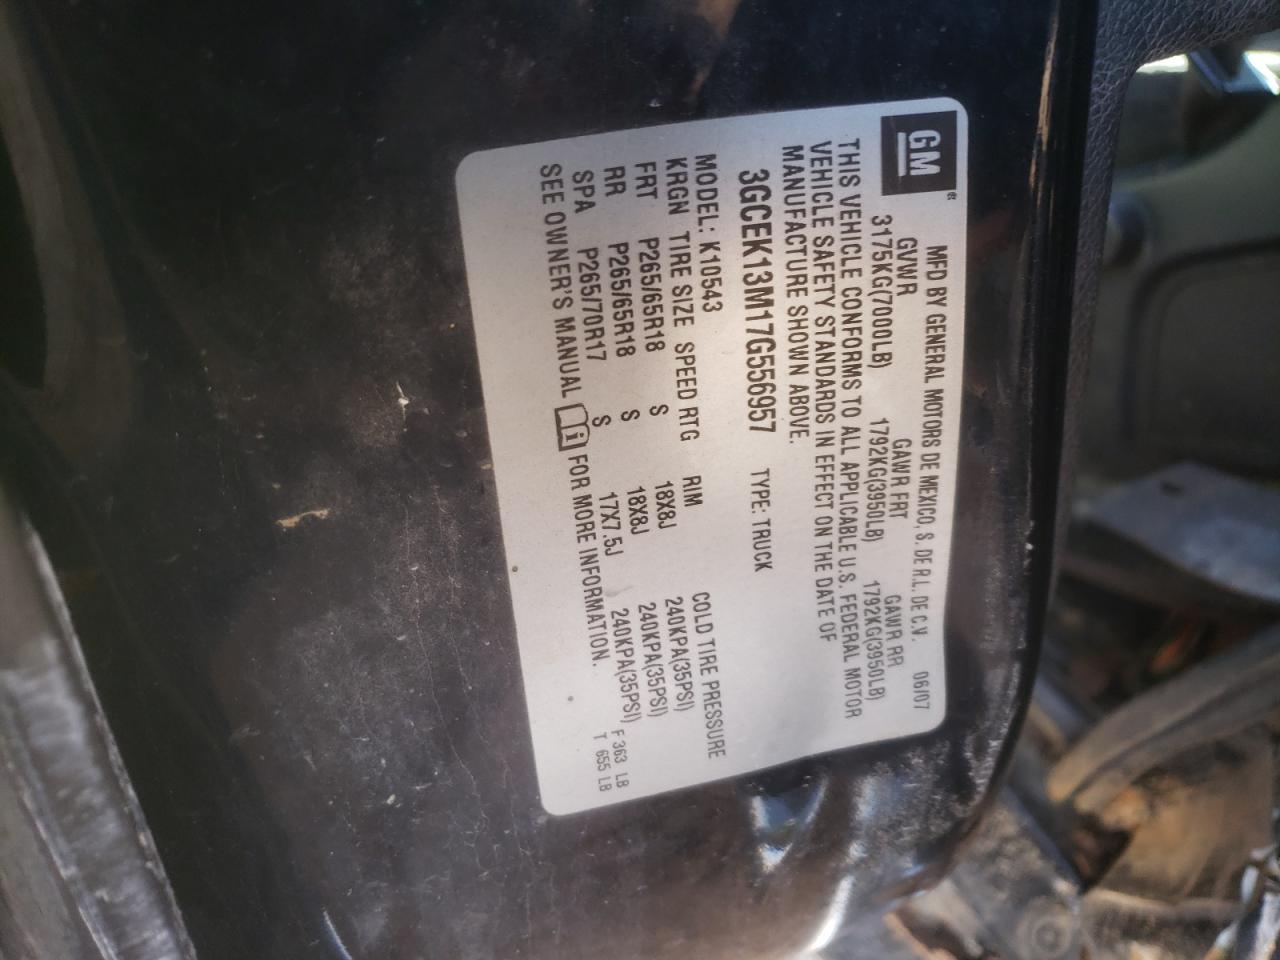 GM
MFD BY GENERAL MOTORS DE MEXICO, S. DE R.L. DE C.V. 06/07
GVWR GAWR FRT GAWR RR
3175KG(7000LB) 1792KG(3950LB) 1792KG(3950LB)
THIS VEHICLE CONFORMS TO ALL APPLICABLE U.S. FEDERAL MOTOR
VEHICLE SAFETY STANDARDS IN EFFECT ON THE DATE OF
MANUFACTURE SHOWN ABOVE.
3GCEK13M17G556957 TYPE: TRUCK
MODEL: K10543
KRGN TIRE SIZE SPEED RTG RIM COLD TIRE PRESSURE
FRT P265/65R18 S 18X8J 240KPA(35PSI)
RR P265/65R18 S 18X8J 240KPA(35PSI)
SPA P265/70R17 S 17X7.5J 240KPA(35PSI) F 363 LB
SEE OWNER'S MANUAL FOR MORE INFORMATION. T 655 LB